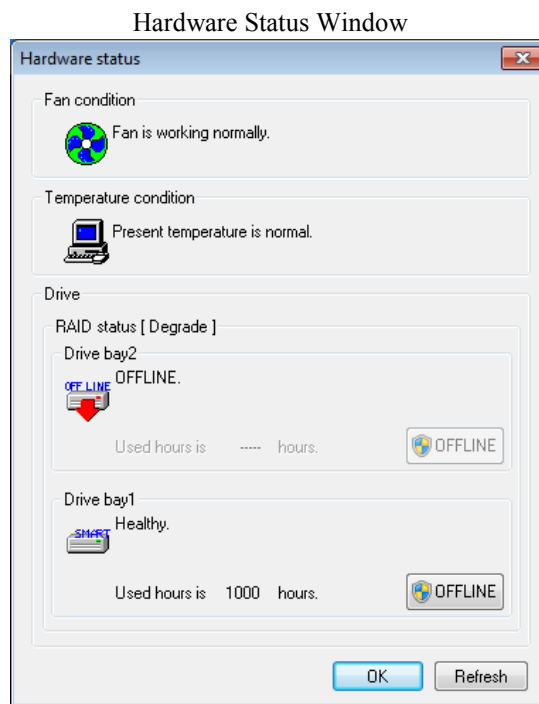 Hardware Status Window
Hardware status
Fan condition
Fan is working normally.
Temperature condition
Present temperature is normal.
Drive
RAID status [ Degrade ]
Drive bay2
OFF LINE
OFFLINE.
Used hours is ----- hours.
OFFLINE
Drive bay1
SMART
Healthy.
Used hours is 1000 hours.
OFFLINE
OK Refresh